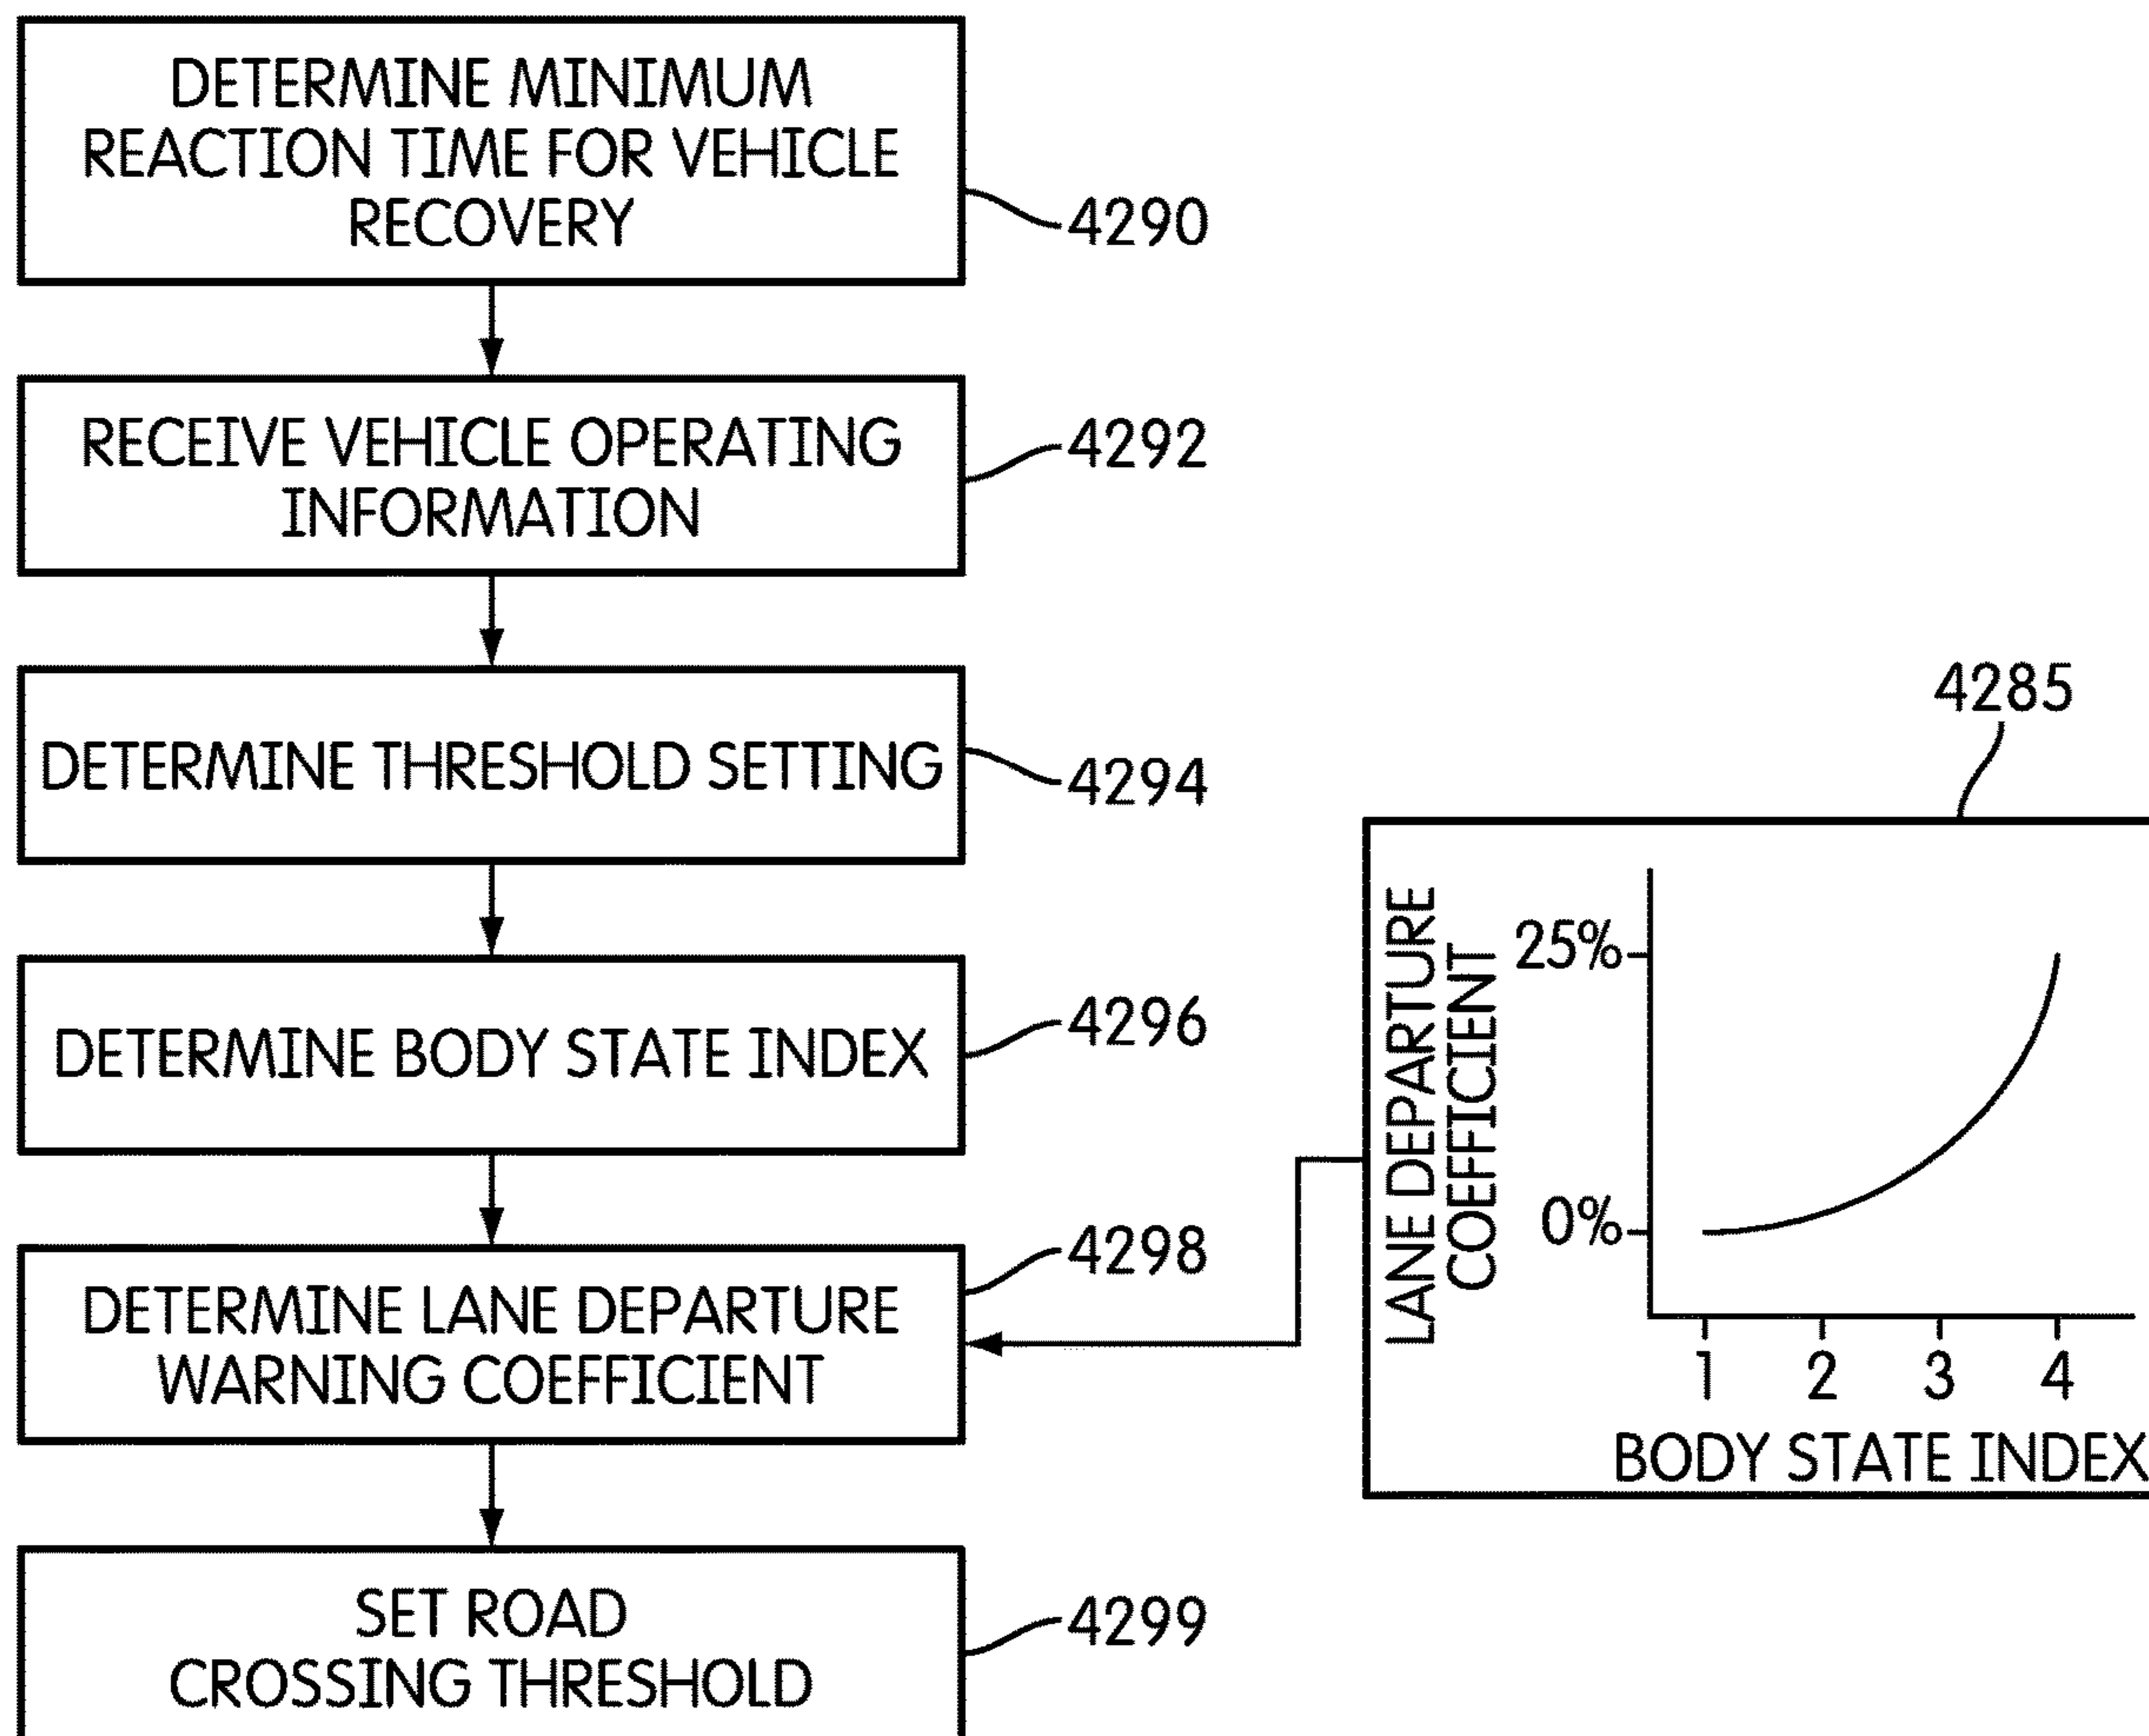 DETERMINE MINIMUM
REACTION TIME FOR VEHICLE
RECOVERY
4290
RECEIVE VEHICLE OPERATING
INFORMATION
4292
DETERMINE THRESHOLD SETTING
4294
DETERMINE BODY STATE INDEX
4296
DETERMINE LANE DEPARTURE
WARNING COEFFICIENT
4298
SET ROAD
CROSSING THRESHOLD
4299
4285
LANE DEPARTURE
COEFFICIENT
25%
0%
1 2 3 4
BODY STATE INDEX